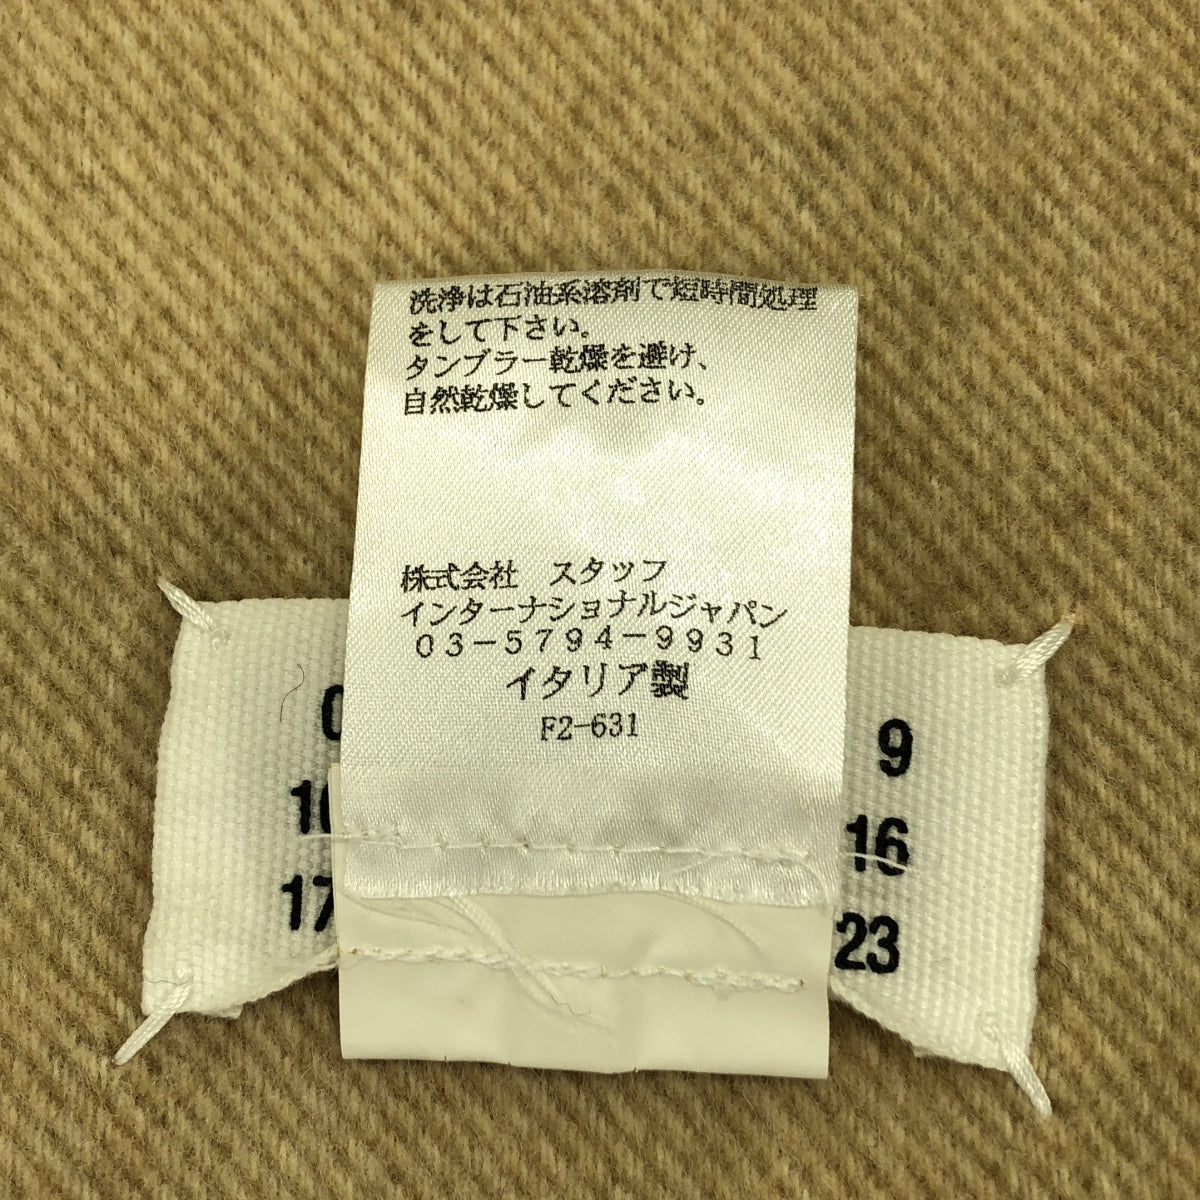 洗浄は石油系溶剤で短時間処理
をして下さい。
タンブラー乾燥を避け、
自然乾燥してください。
株式会社　スタッフ
インターナショナルジャパン
03-5794-9931
イタリア製
F2-631
0 9
10 16
17 23